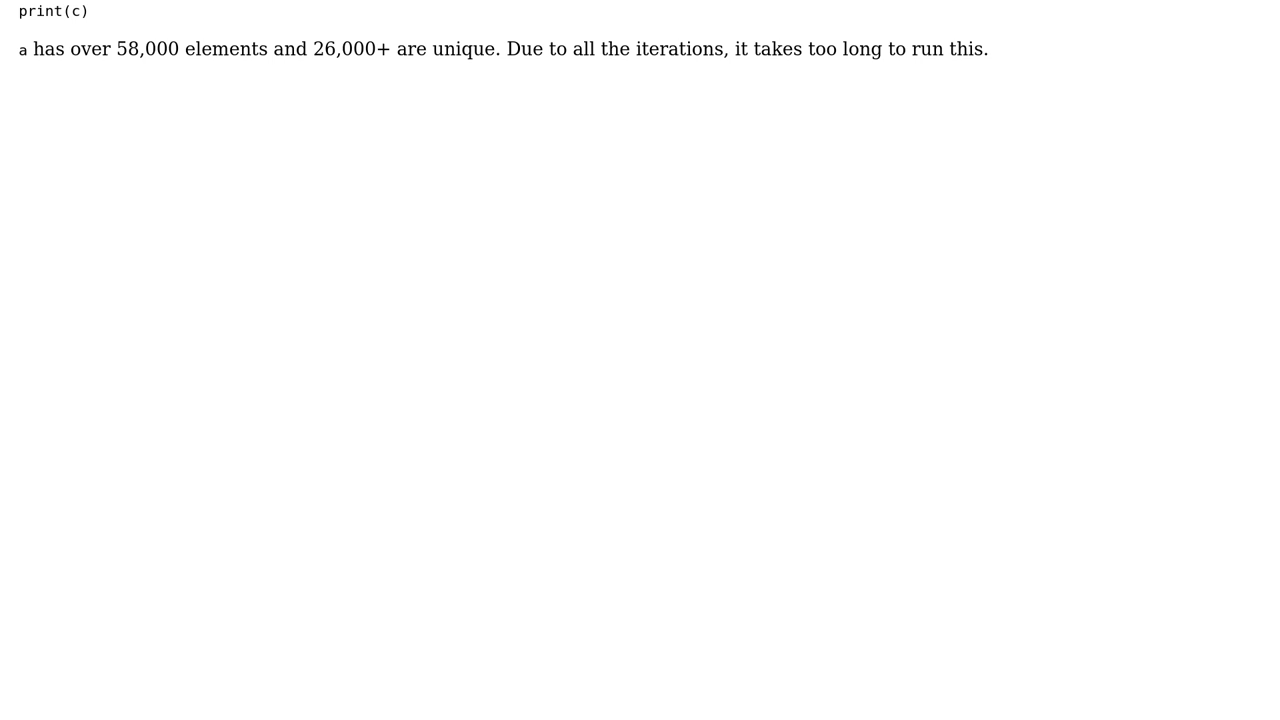 print(c)
a has over 58,000 elements and 26,000+ are unique. Due to all the iterations, it takes too long to run this.